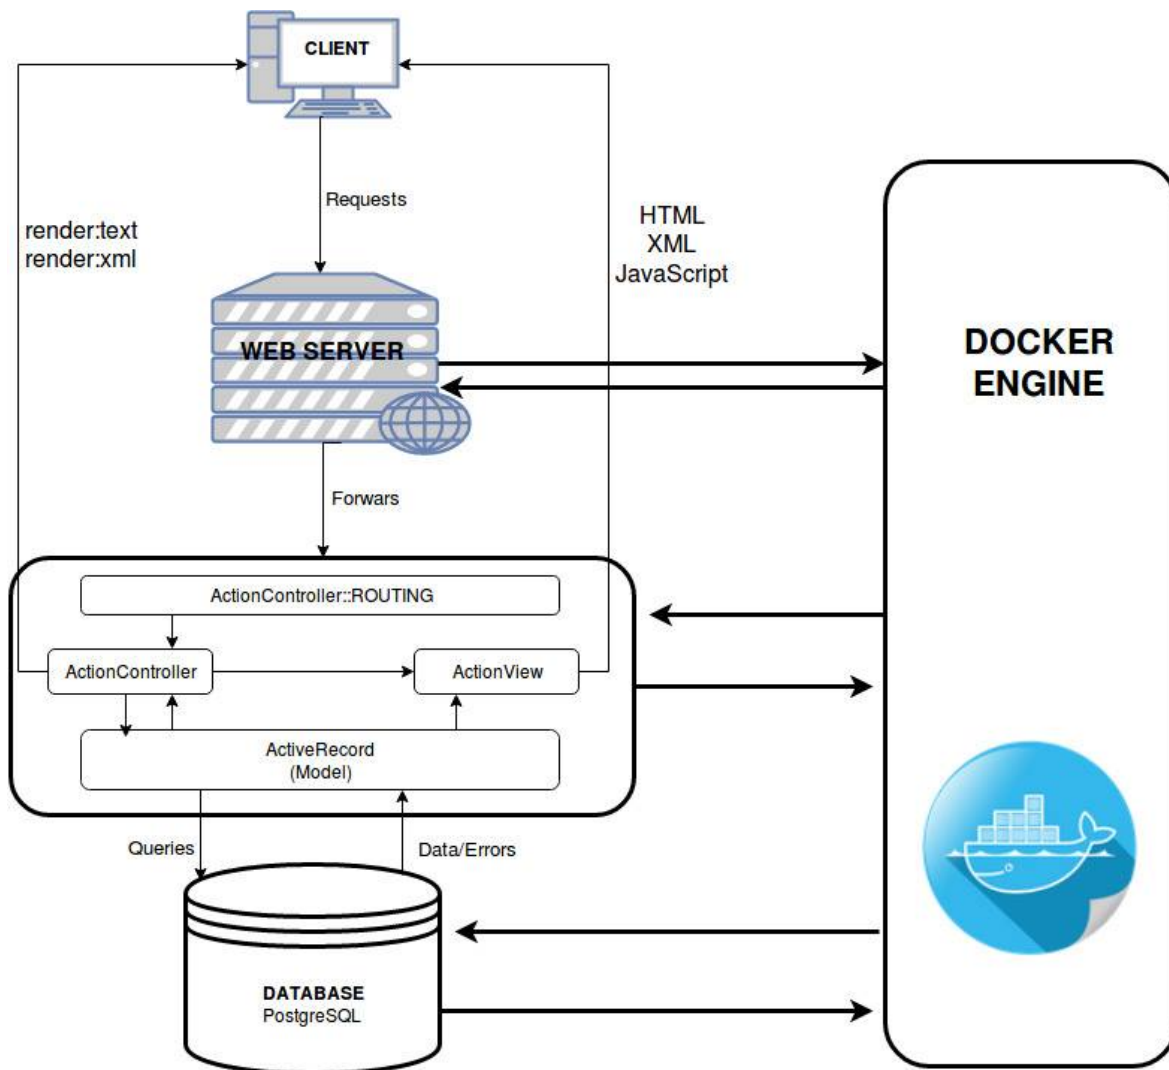 CLIENT
Requests
render:text
render:xml
HTML
XML
JavaScript
WEB SERVER
DOCKER
ENGINE
Forwars
ActionController::ROUTING
ActionController
ActionView
ActiveRecord
(Model)
Queries
Data/Errors
DATABASE
PostgreSQL